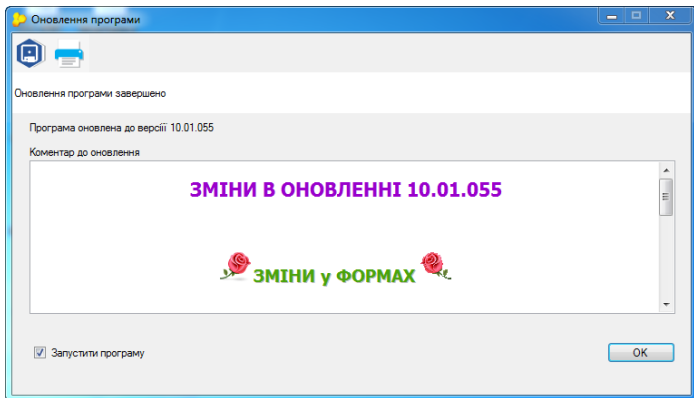 Оновлення програми
Оновлення програми завершено
Програма оновлена до версіїї 10.01.055
Коментар до оновлення
ЗМІНИ В ОНОВЛЕННІ 10.01.055
ЗМІНИ у ФОРМАХ
Запустити програму
OK